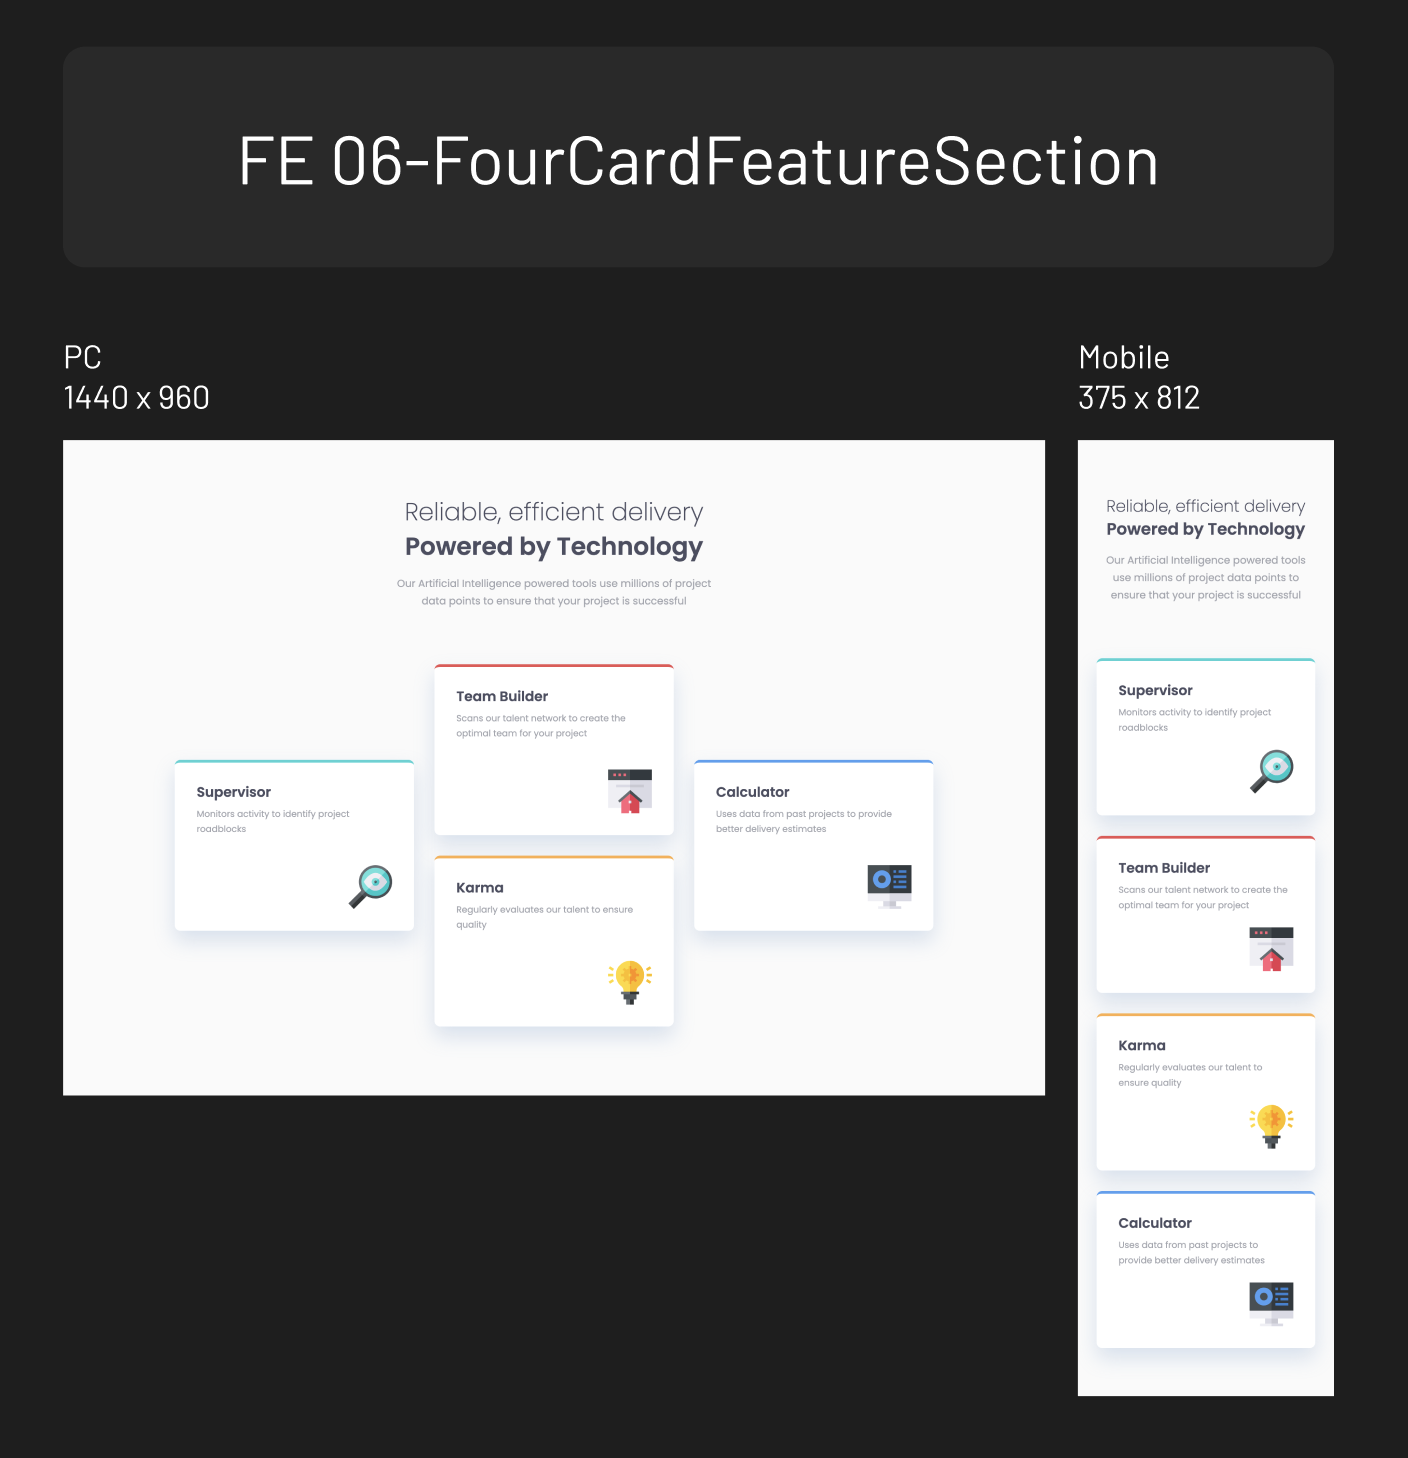 FE 06-FourCardFeatureSection
PC
1440 x 960
Reliable, efficient delivery
Powered by Technology
Our Artificial Intelligence powered tools use millions of project
data points to ensure that your project is successful
Supervisor
Monitors activity to identify project
roadblocks
Team Builder
Scans our talent network to create the
optimal team for your project
Karma
Regularly evaluates our talent to ensure
quality
Calculator
Uses data from past projects to provide
better delivery estimates
Mobile
375 x 812
Reliable, efficient delivery
Powered by Technology
Our Artificial Intelligence powered tools
use millions of project data points to
ensure that your project is successful
Supervisor
Monitors activity to identify project
roadblocks
Team Builder
Scans our talent network to create the
optimal team for your project
Karma
Regularly evaluates our talent to
ensure quality
Calculator
Uses data from past projects to
provide better delivery estimates